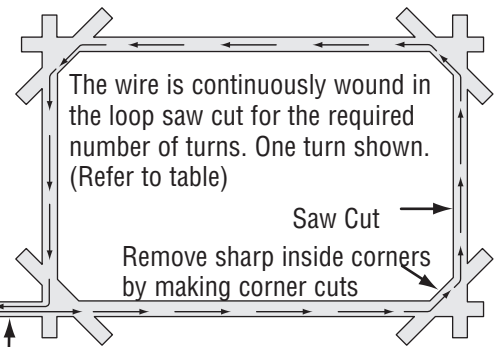 The wire is continuously wound in
the loop saw cut for the required
number of turns. One turn shown.
(Refer to table)
Saw Cut
Remove sharp inside corners
by making corner cuts